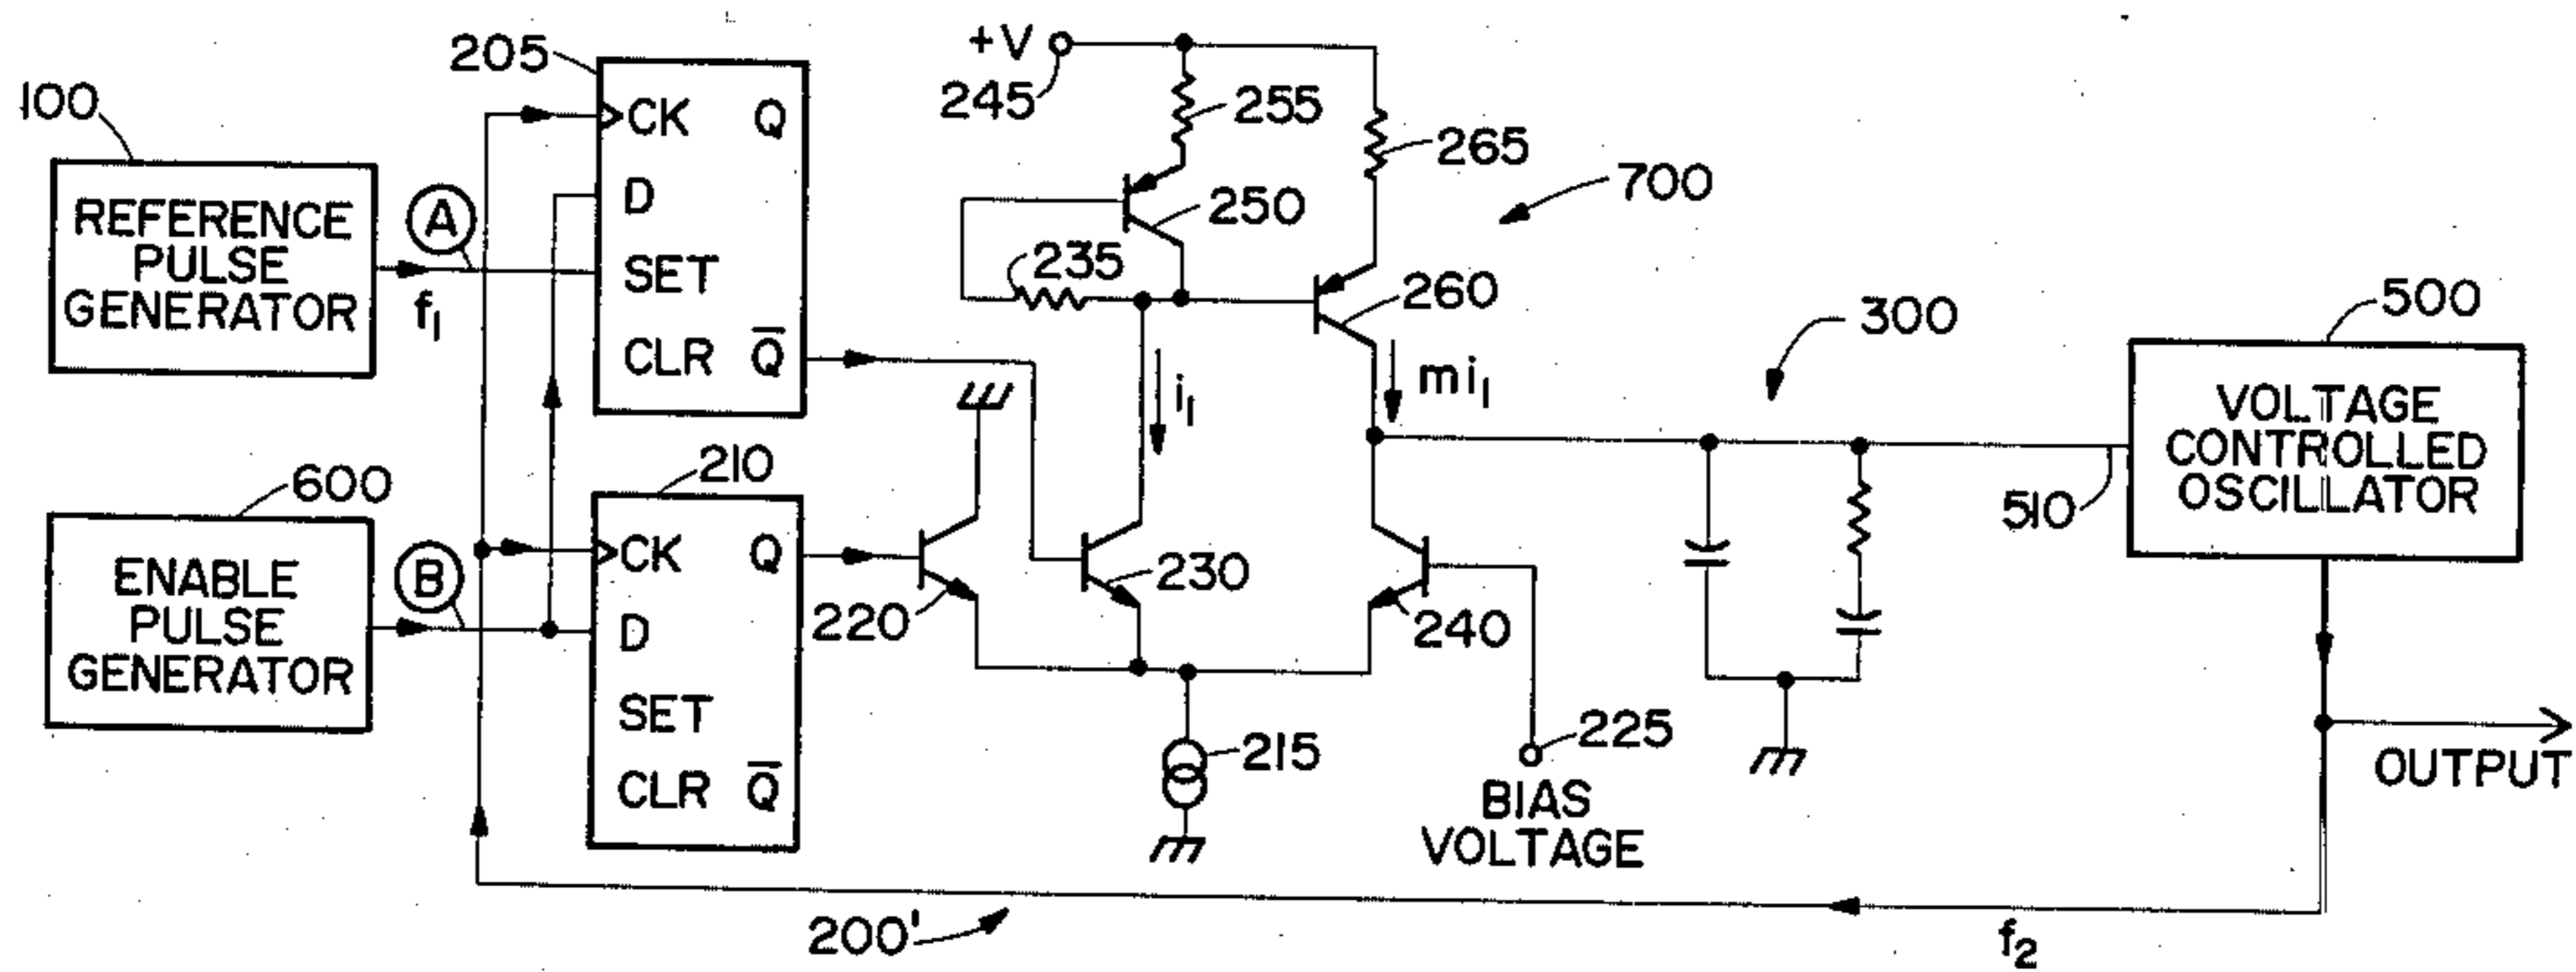 100
REFERENCE
PULSE
GENERATOR
A
f1
205
CK Q
D
SET
CLR Q̅
600
ENABLE
PULSE
GENERATOR
B
210
CK Q
D
SET
CLR Q̅
+V
245
255
265
250
235
260
700
i1
mi1
300
500
VOLTAGE
CONTROLLED
OSCILLATOR
510
220
230
240
215
225
BIAS
VOLTAGE
OUTPUT
200'
f2